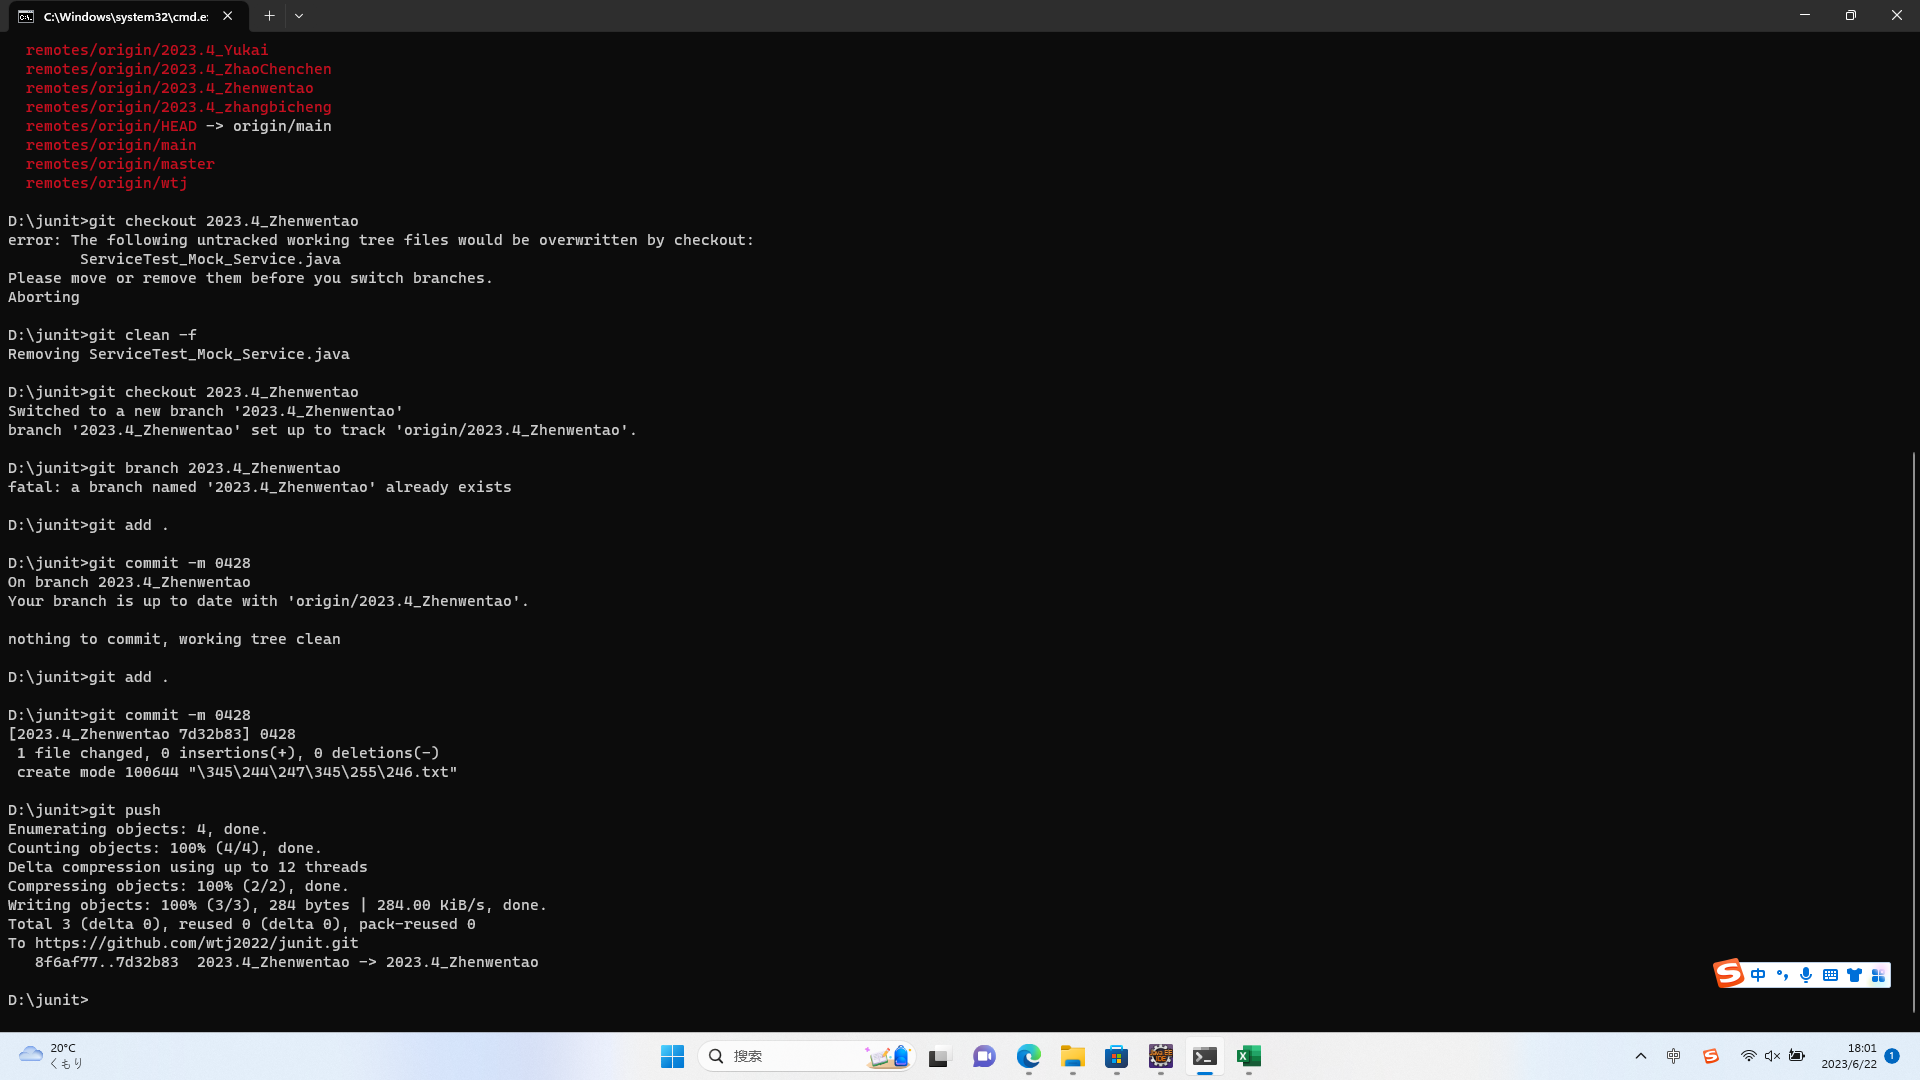 C:\Windows\system32\cmd.e:
remotes/origin/2023.4_Yukai
remotes/origin/2023.4_ZhaoChenchen
remotes/origin/2023.4_Zhenwentao
remotes/origin/2023.4_zhangbicheng
remotes/origin/HEAD -> origin/main
remotes/origin/main
remotes/origin/master
remotes/origin/wtj
D:\junit>git checkout 2023.4_Zhenwentao
error: The following untracked working tree files would be overwritten by checkout:
ServiceTest_Mock_Service.java
Please move or remove them before you switch branches.
Aborting
D:\junit>git clean -f
Removing ServiceTest_Mock_Service.java
D:\junit>git checkout 2023.4_Zhenwentao
Switched to a new branch '2023.4_Zhenwentao'
branch '2023.4_Zhenwentao' set up to track 'origin/2023.4_Zhenwentao'.
D:\junit>git branch 2023.4_Zhenwentao
fatal: a branch named '2023.4_Zhenwentao' already exists
D:\junit>git add .
D:\junit>git commit -m 0428
On branch 2023.4_Zhenwentao
Your branch is up to date with 'origin/2023.4_Zhenwentao'.
nothing to commit, working tree clean
D:\junit>git add .
D:\junit>git commit -m 0428
[2023.4_Zhenwentao 7d32b83] 0428
1 file changed, 0 insertions(+), 0 deletions(-)
create mode 100644 "\345\244\247\345\255\246.txt"
D:\junit>git push
Enumerating objects: 4, done.
Counting objects: 100% (4/4), done.
Delta compression using up to 12 threads
Compressing objects: 100% (2/2), done.
Writing objects: 100% (3/3), 284 bytes | 284.00 KiB/s, done.
Total 3 (delta 0), reused 0 (delta 0), pack-reused 0
To https://github.com/wtj2022/junit.git
8f6af77..7d32b83  2023.4_Zhenwentao -> 2023.4_Zhenwentao
D:\junit>
中
20°C
くもり
搜索
中
18:01
2023/6/22
1